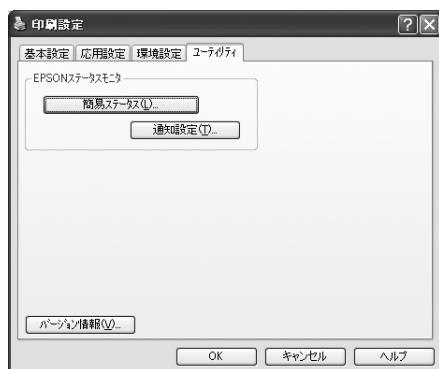 印刷設定
基本設定 応用設定 環境設定 ユーティリティ
EPSONステータスモニタ
簡易ステータス(L)...
通知設定(T)...
バージョン情報(V)...
OK キャンセル ヘルプ